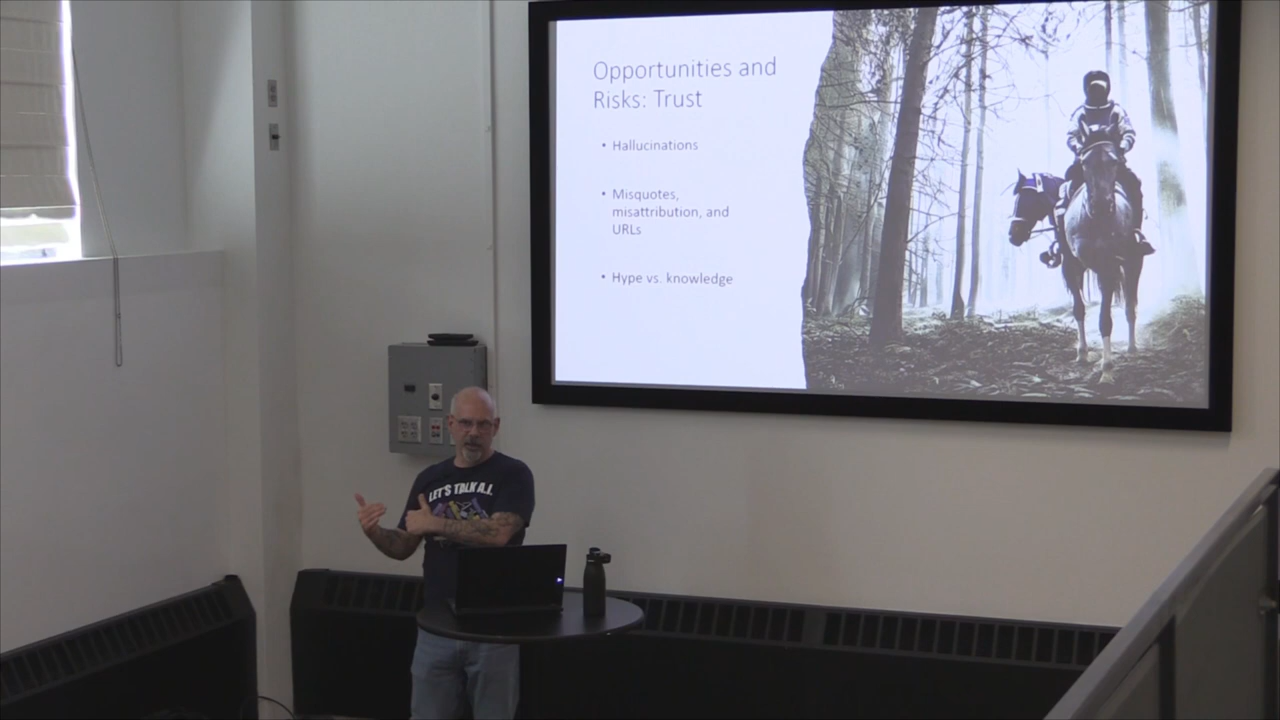 Opportunities and
Risks: Trust
• Hallucinations
• Misquotes,
misattribution, and
URLs
• Hype vs. knowledge
LET'S TALK A.I.